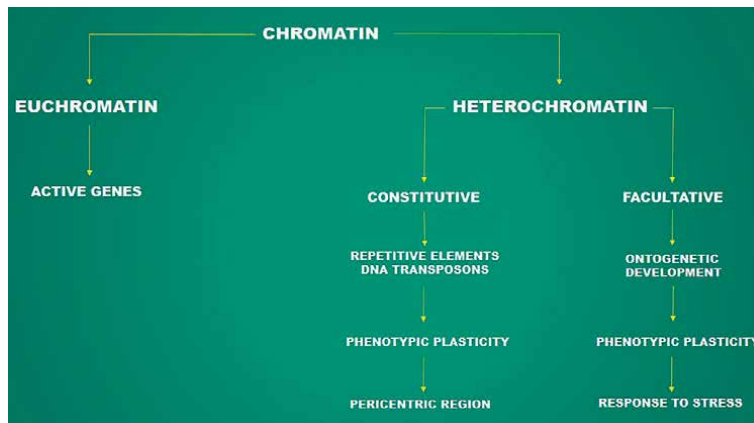 CHROMATIN
EUCHROMATIN
HETEROCHROMATIN
ACTIVE GENES
CONSTITUTIVE
FACULTATIVE
REPETITIVE ELEMENTS
DNA TRANSPOSONS
ONTOGENETIC
DEVELOPMENT
PHENOTYPIC PLASTICITY
PHENOTYPIC PLASTICITY
PERICENTRIC REGION
RESPONSE TO STRESS